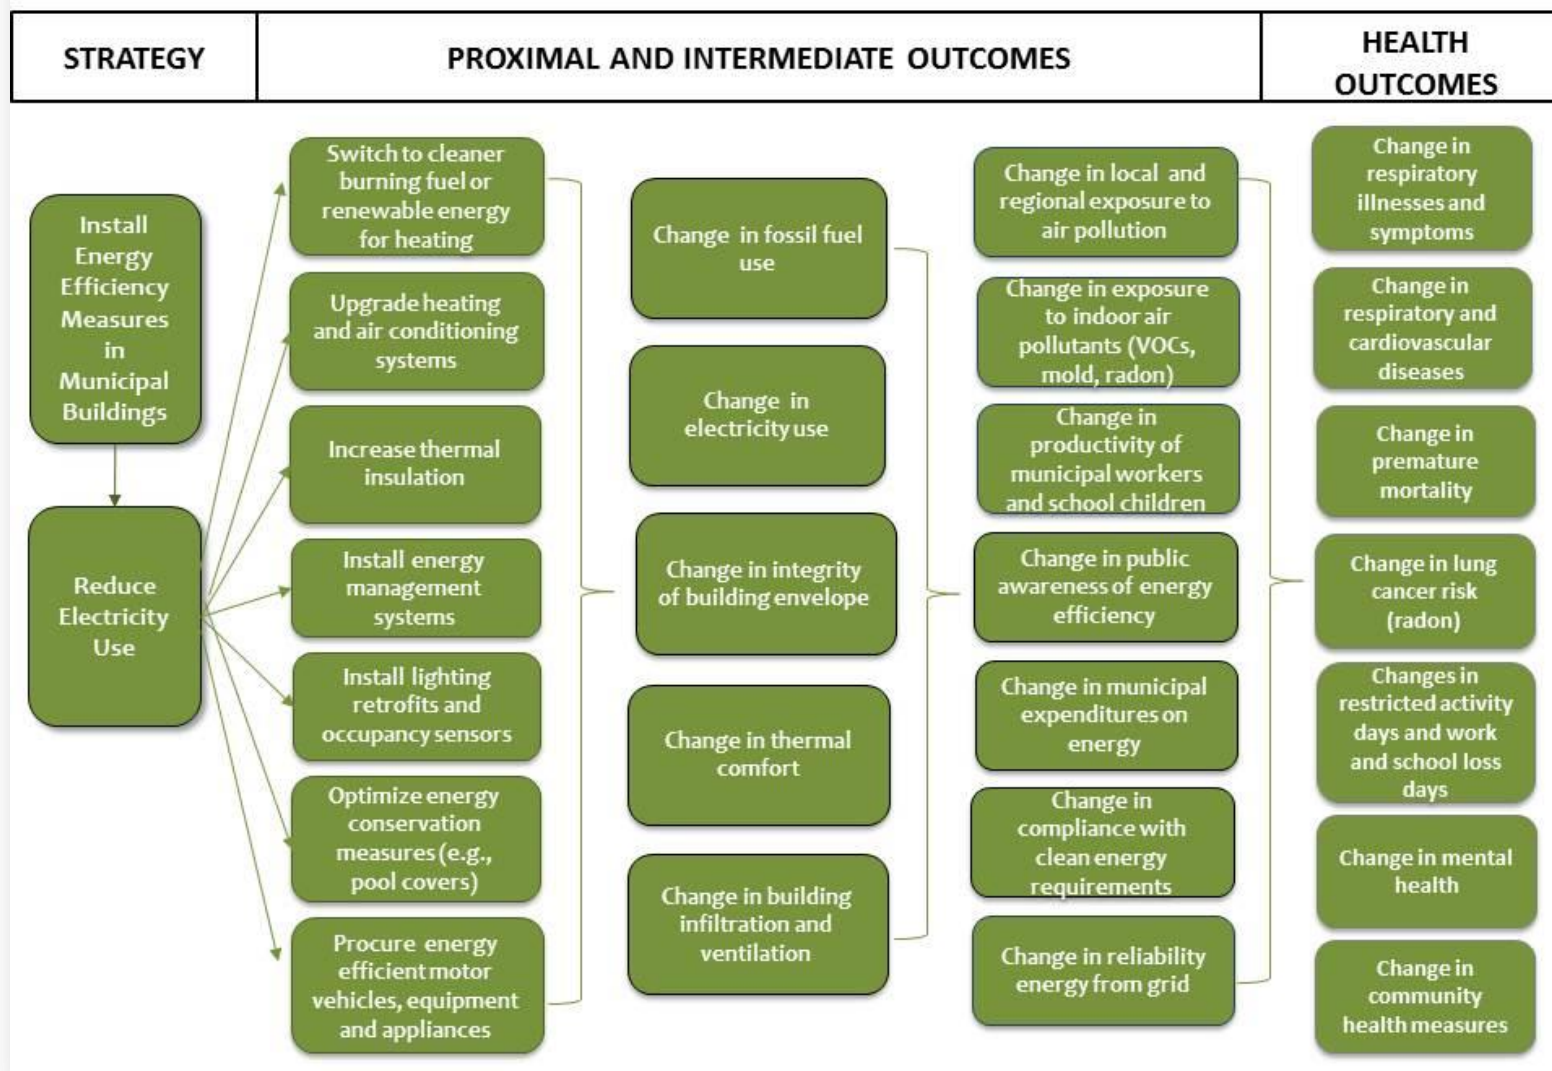 STRATEGY
PROXIMAL AND INTERMEDIATE OUTCOMES
HEALTH
OUTCOMES
Install
Energy
Efficiency
Measures
in
Municipal
Buildings
Reduce
Electricity
Use
Switch to cleaner
burning fuel or
renewable energy
for heating
Upgrade heating
and air conditioning
systems
Increase thermal
insulation
Install energy
management
systems
Install lighting
retrofits and
occupancy sensors
Optimize energy
conservation
measures (e.g.,
pool covers)
Procure energy
efficient motor
vehicles, equipment
and appliances
Change in fossil fuel
use
Change in
electricity use
Change in integrity
of building envelope
Change in thermal
comfort
Change in building
infiltration and
ventilation
Change in local and
regional exposure to
air pollution
Change in exposure
to indoor air
pollutants (VOCs,
mold, radon)
Change in
productivity of
municipal workers
and school children
Change in public
awareness of energy
efficiency
Change in municipal
expenditures on
energy
Change in
compliance with
clean energy
requirements
Change in reliability
energy from grid
Change in
respiratory
illnesses and
symptoms
Change in
respiratory and
cardiovascular
diseases
Change in
premature
mortality
Change in lung
cancer risk
(radon)
Changes in
restricted activity
days and work
and school loss
days
Change in mental
health
Change in
community
health measures